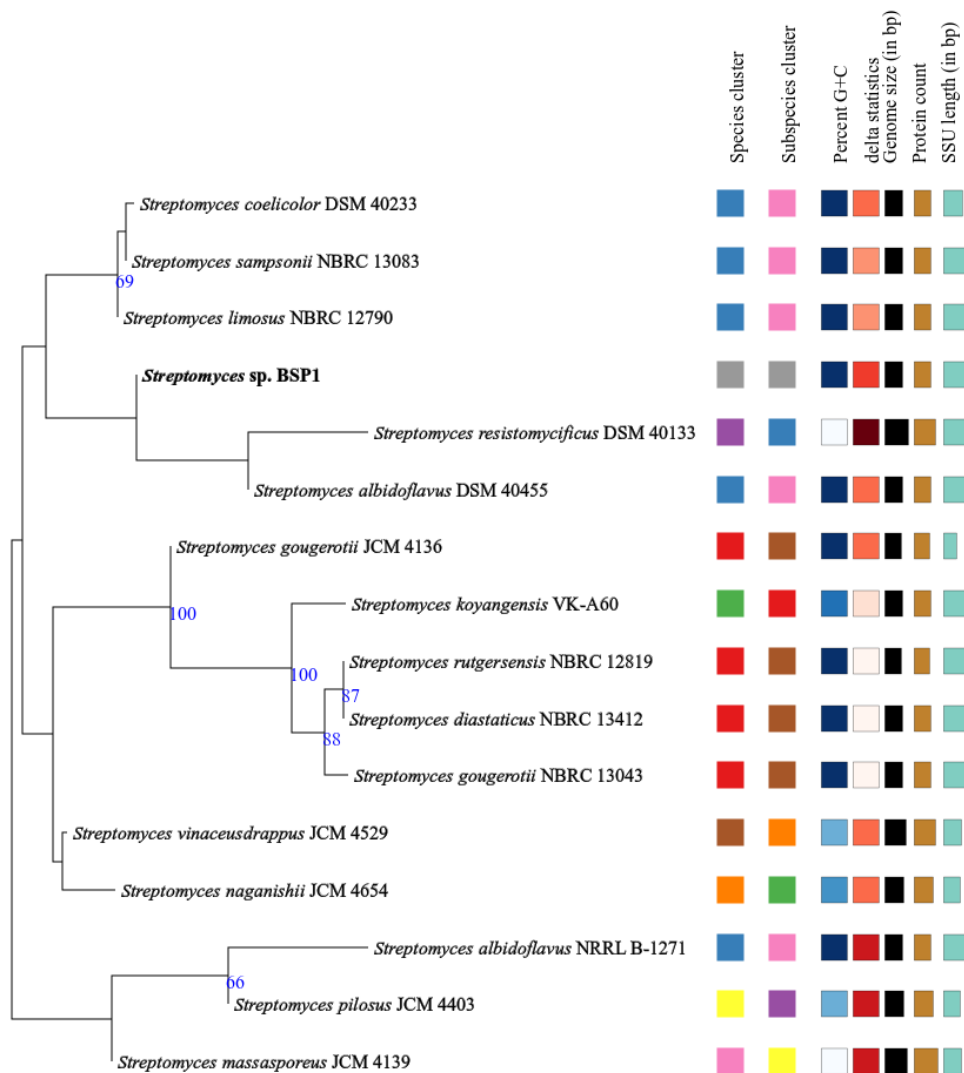 Species cluster
Subspecies cluster
Percent G+C
delta statistics
Genome size (in bp)
Protein count
SSU length (in bp)
Streptomyces coelicolor DSM 40233
Streptomyces sampsonii NBRC 13083
69
Streptomyces limosus NBRC 12790
Streptomyces sp. BSP1
Streptomyces resistomycificus DSM 40133
Streptomyces albidoflavus DSM 40455
Streptomyces gougerotii JCM 4136
100
Streptomyces koyangensis VK-A60
Streptomyces rutgersensis NBRC 12819
100
87
Streptomyces diastaticus NBRC 13412
88
Streptomyces gougerotii NBRC 13043
Streptomyces vinaceusdrappus JCM 4529
Streptomyces naganishii JCM 4654
Streptomyces albidoflavus NRRL B-1271
66
Streptomyces pilosus JCM 4403
Streptomyces massasporeus JCM 4139